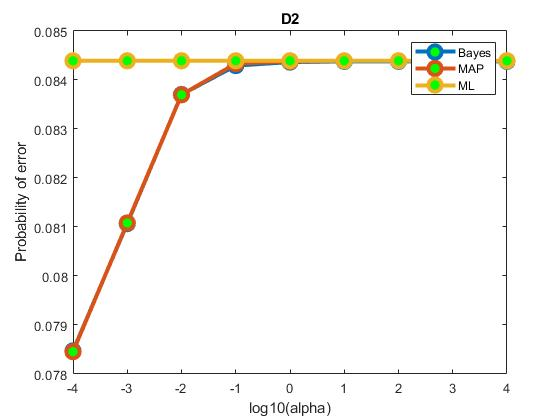 D2
0.085
0.084
0.083
0.082
0.081
0.08
0.079
0.078
Probability of error
Bayes
MAP
ML
-4 -3 -2 -1 0 1 2 3 4
log10(alpha)